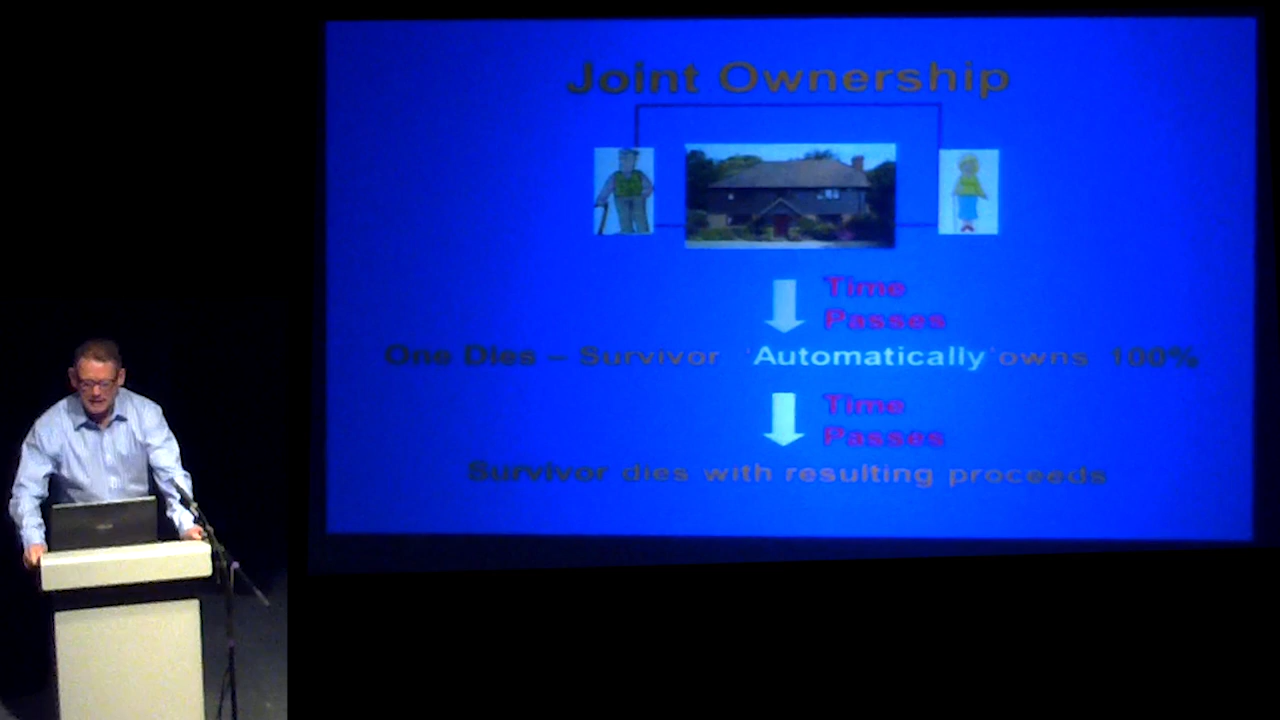 Joint Ownership
Time
Passes
One Dies – Survivor 'Automatically' owns 100%
Time
Passes
Survivor dies with resulting proceeds